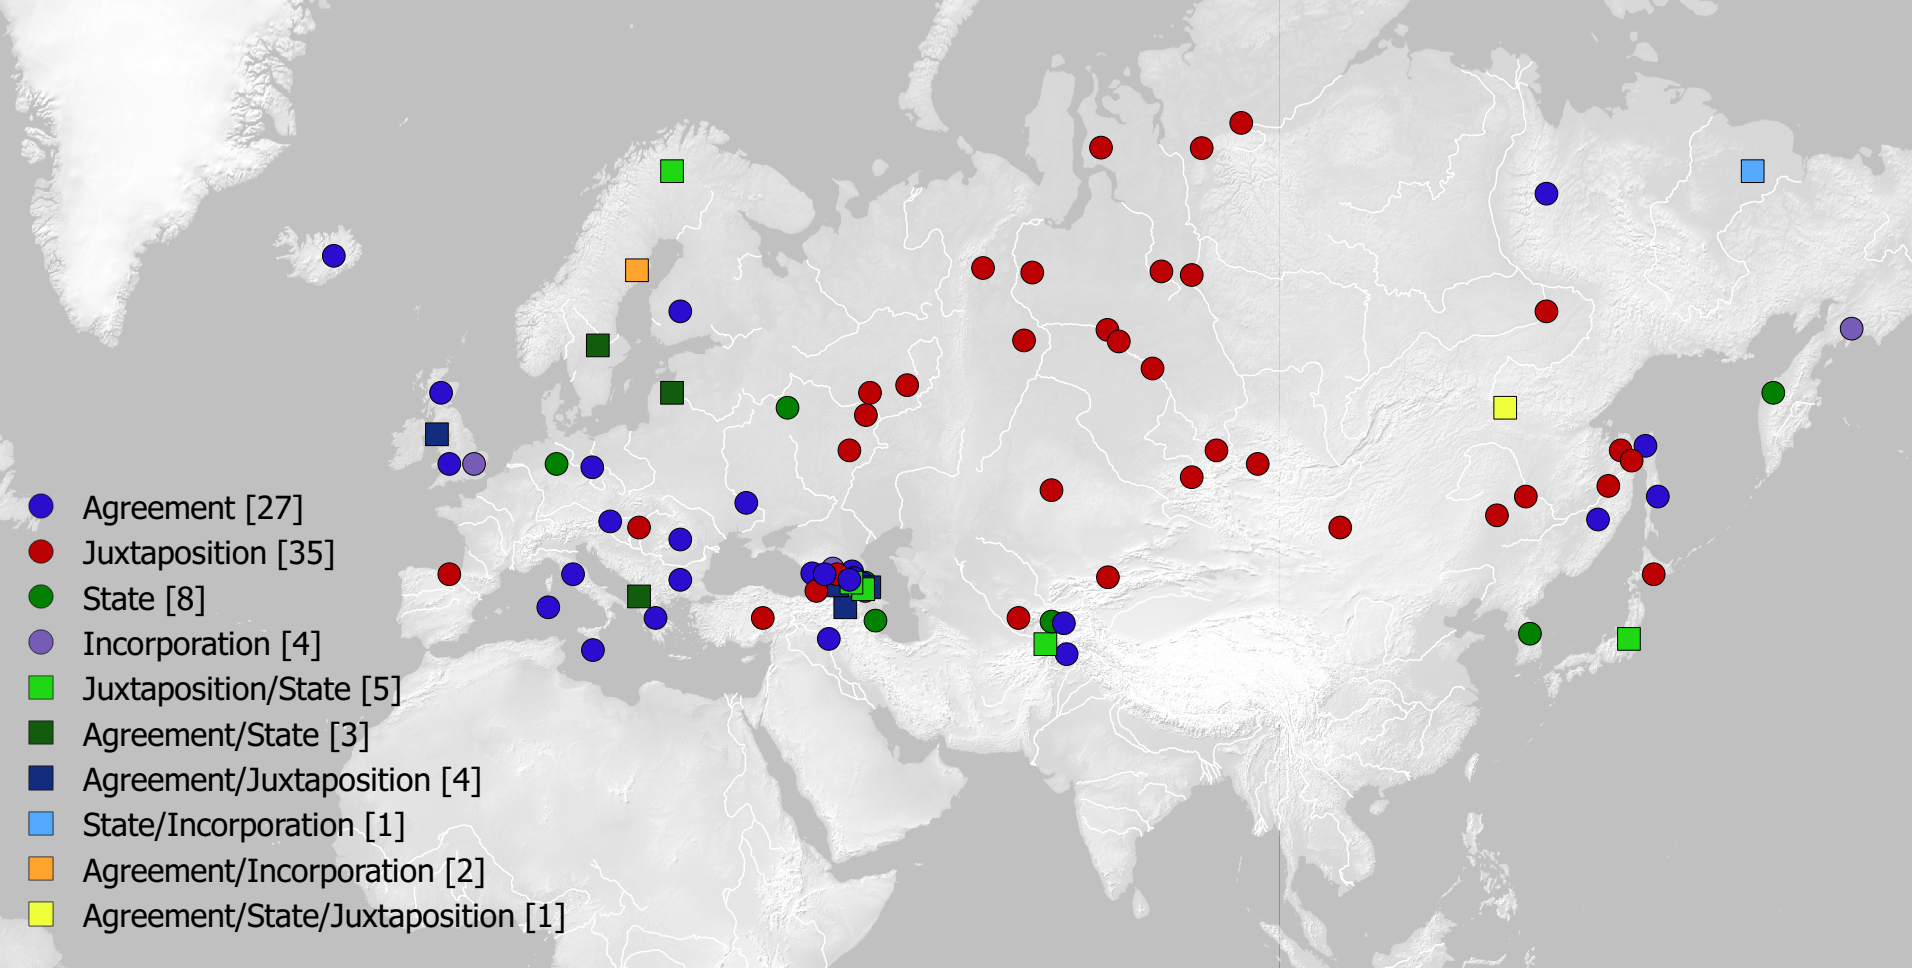 Agreement [27]
Juxtaposition [35]
State [8]
Incorporation [4]
Juxtaposition/State [5]
Agreement/State [3]
Agreement/Juxtaposition [4]
State/Incorporation [1]
Agreement/Incorporation [2]
Agreement/State/Juxtaposition [1]